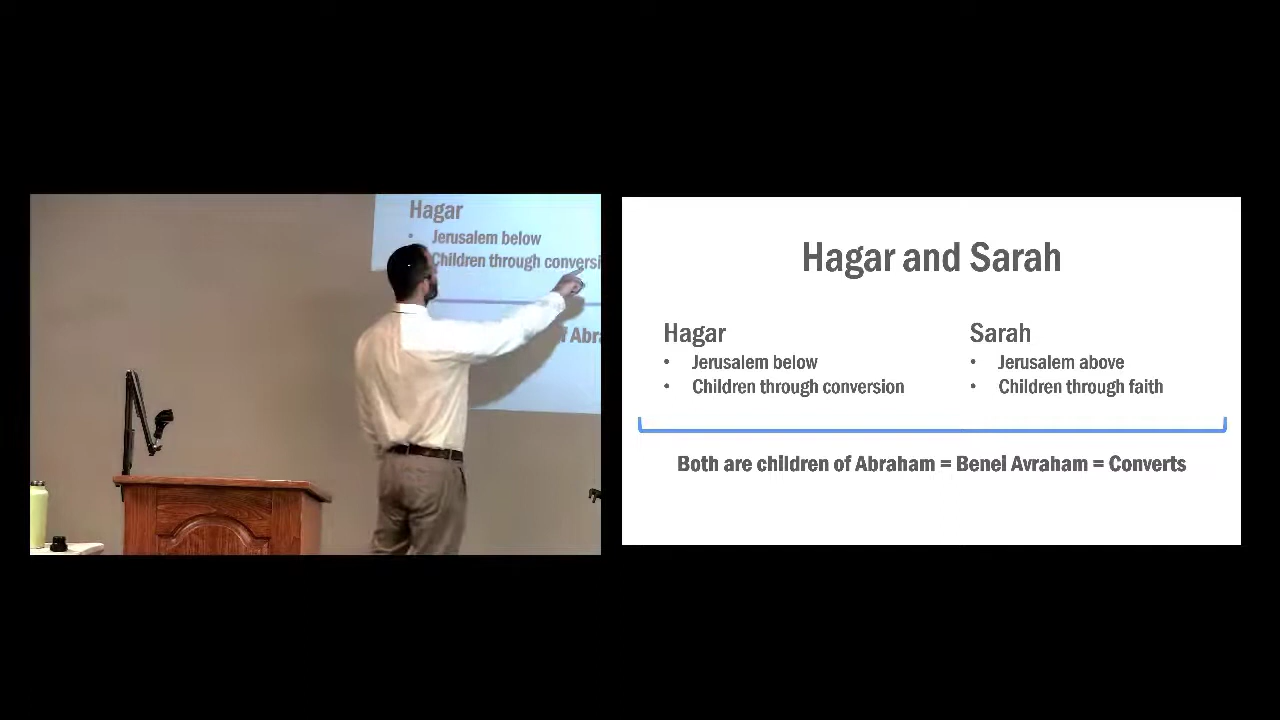 Hagar
• Jerusalem below
Children through conversi
f Abra
Hagar and Sarah
Hagar
• Jerusalem below
• Children through conversion
Sarah
• Jerusalem above
• Children through faith
Both are children of Abraham = Benei Avraham = Converts